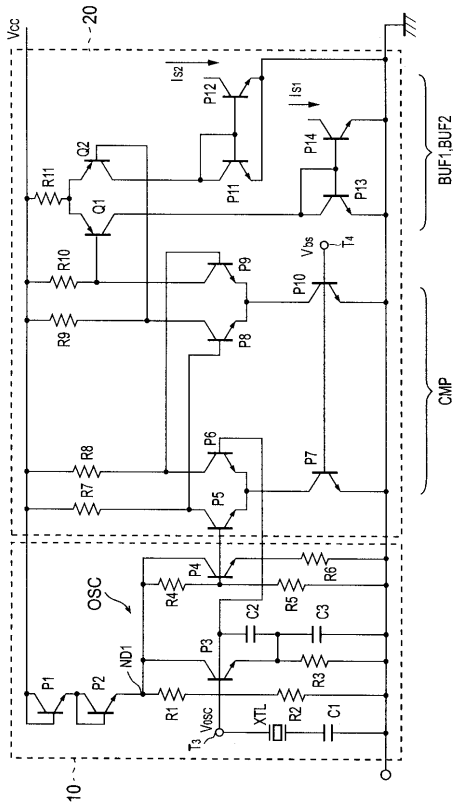 Vcc
20
R11
Q2
Q1
Is2
P12
P11
Is1
P14
P13
BUF1,BUF2
R10
R9
P9
P8
Vbs
T4
P10
CMP
R8
R7
P6
P5
P7
OSC
R4
P4
R6
R5
ND1
P1
P2
P3
C2
C3
R3
R1
Vosc
T3
XTL
R2
C1
10